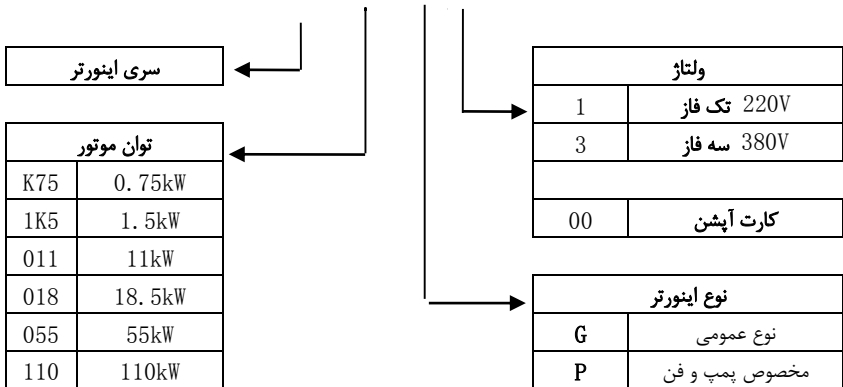 سری اینورتر
توان موتور
K75 0.75kW
1K5 1.5kW
011 11kW
018 18.5kW
055 55kW
110 110kW
ولتاژ
1 220V تک فاز
3 380V سه فاز
00 کارت آپشن
نوع اینورتر
G نوع عمومی
P مخصوص پمپ و فن